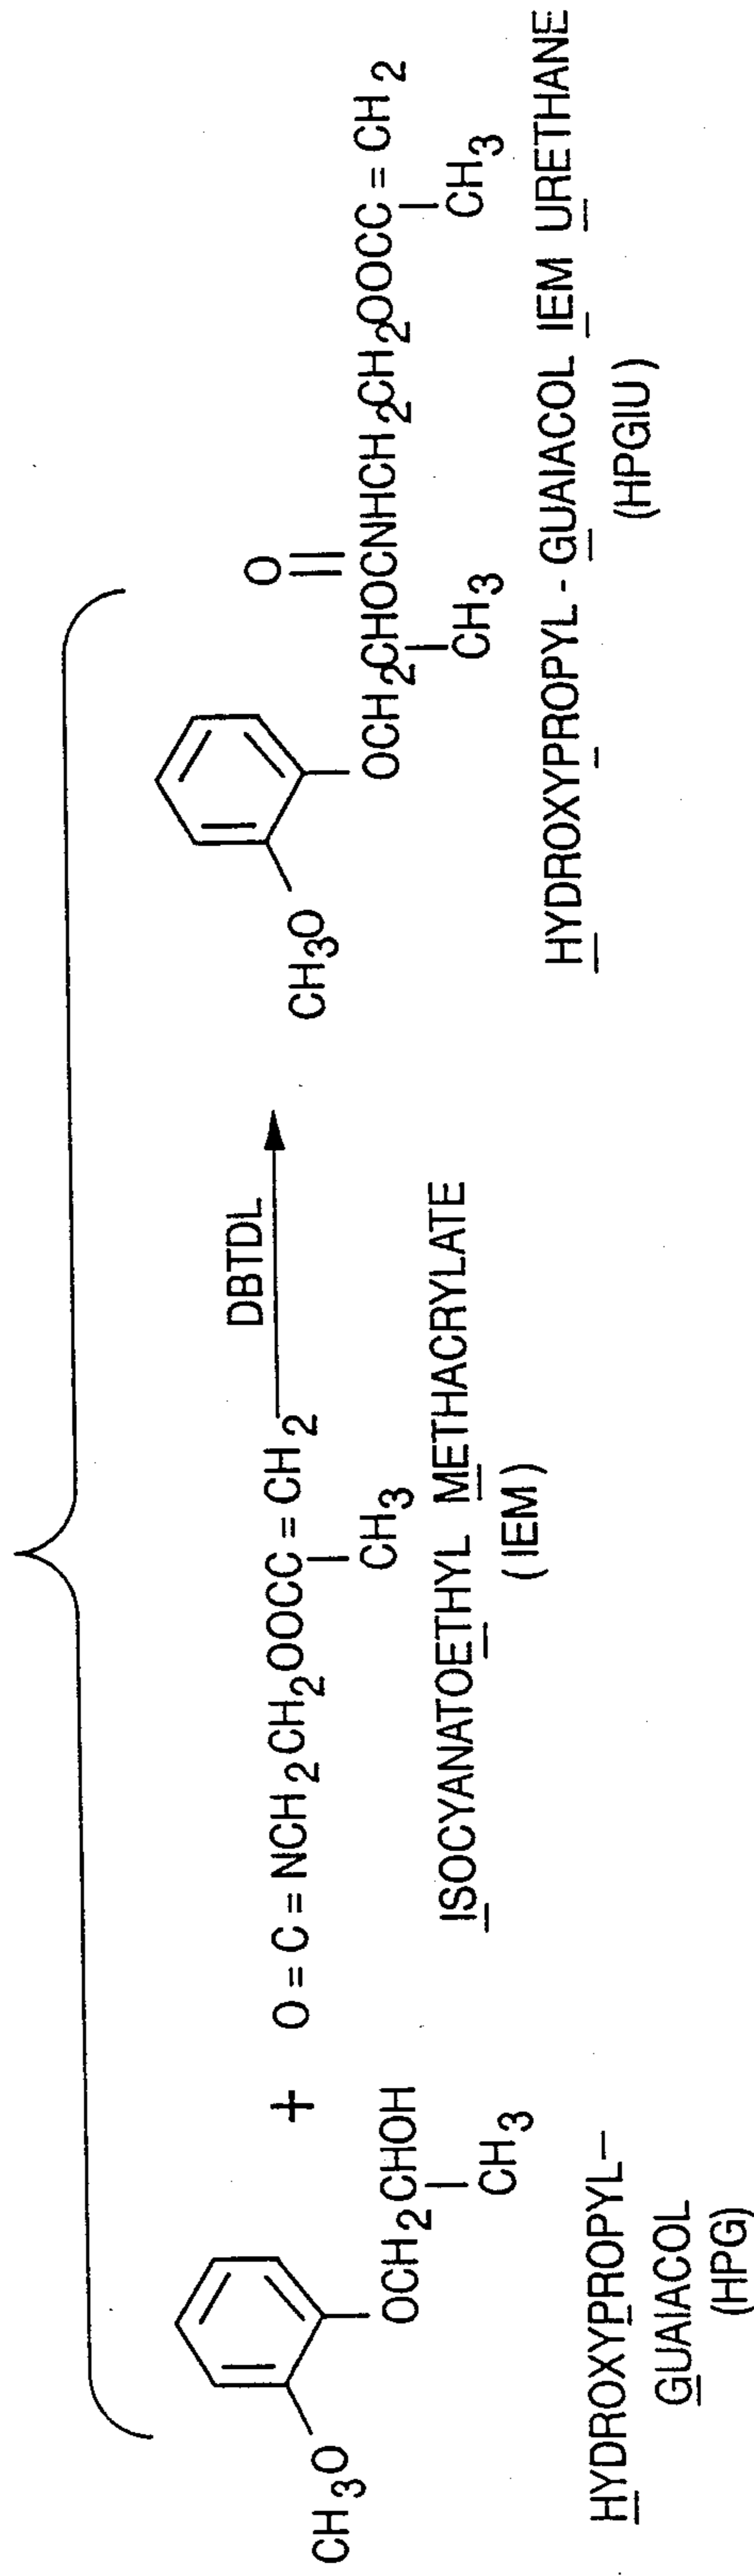 CH3O
OCH2CHOH
CH3
HYDROXYPROPYL–
GUAIACOL
(HPG)
+
O = C = NCH2CH2OOCC = CH2
CH3
ISOCYANATOETHYL METHACRYLATE
(IEM)
DBTDL
CH3O
O
OCH2CHOCNHCH2CH2OOCC = CH2
CH3
CH3
HYDROXYPROPYL - GUAIACOL IEM URETHANE
(HPGIU)